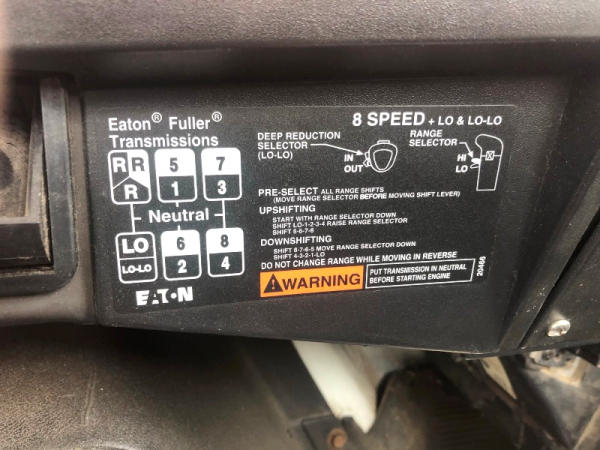 Eaton® Fuller®
Transmissions
R R 5 7
R 1 3
Neutral
LO 6 8
LO-LO 2 4
EATON
8 SPEED + LO & LO-LO
DEEP REDUCTION
SELECTOR
(LO-LO)
IN
OUT
RANGE
SELECTOR
HI
LO
PRE-SELECT ALL RANGE SHIFTS
(MOVE RANGE SELECTOR BEFORE MOVING SHIFT LEVER)
UPSHIFTING
START WITH RANGE SELECTOR DOWN
SHIFT LO-1-2-3-4 RAISE RANGE SELECTOR
SHIFT 5-6-7-8
DOWNSHIFTING
SHIFT 8-7-6-5 MOVE RANGE SELECTOR DOWN
SHIFT 4-3-2-1-LO
DO NOT CHANGE RANGE WHILE MOVING IN REVERSE
WARNING
PUT TRANSMISSION IN NEUTRAL
BEFORE STARTING ENGINE
20466